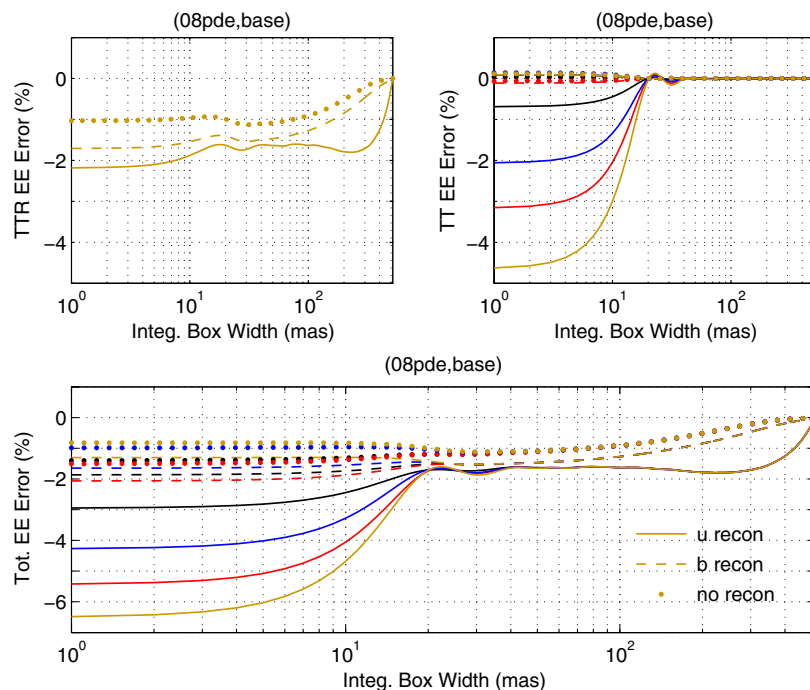 (08pde,base)
TTR EE Error (%)
0
−2
−4
10^0
10^1
10^2
Integ. Box Width (mas)
(08pde,base)
TT EE Error (%)
0
−2
−4
10^0
10^1
10^2
Integ. Box Width (mas)
(08pde,base)
Tot. EE Error (%)
0
−2
−4
−6
10^0
10^1
10^2
Integ. Box Width (mas)
u recon
b recon
no recon